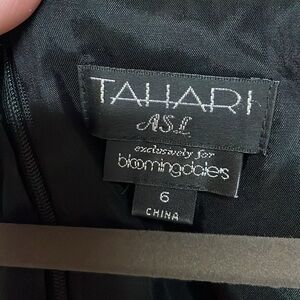 TAHARI
ASL
exclusively for
bloomingdales
6
CHINA